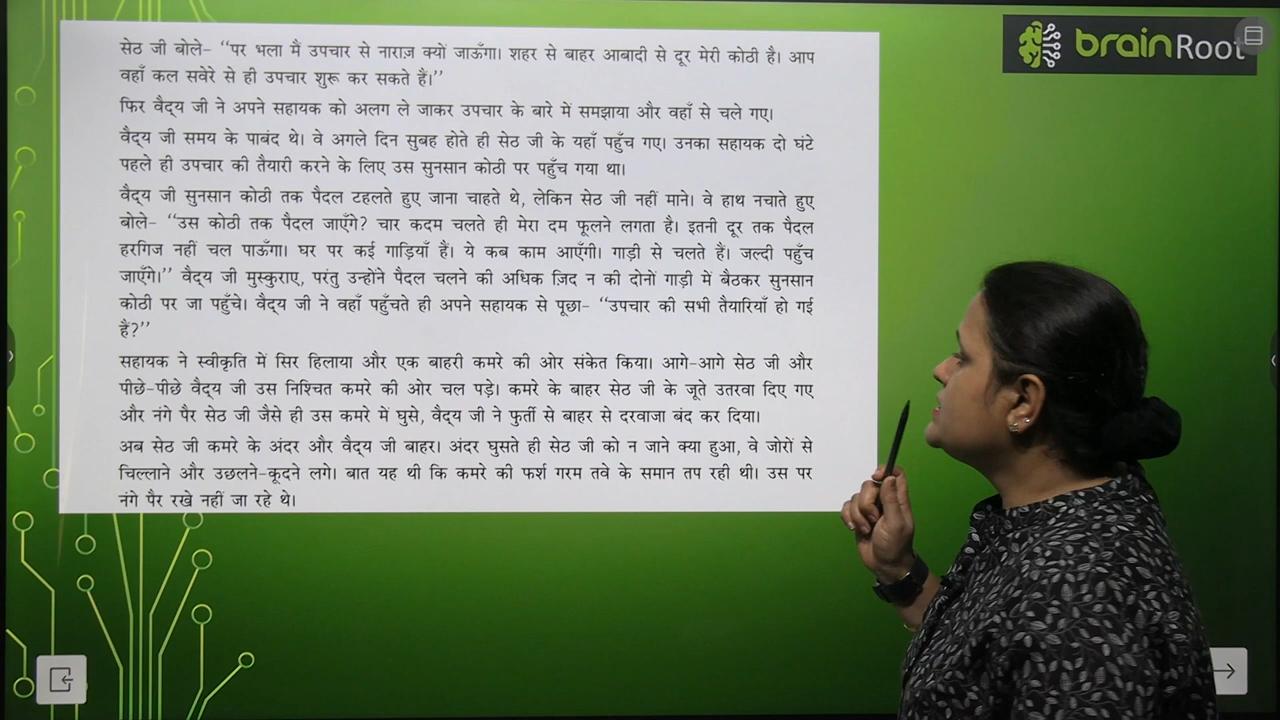 सेठ जी बोले– ‘‘पर भला मैं उपचार से नाराज़ क्यों जाऊँगा। शहर से बाहर आबादी से दूर मेरी कोठी है। आप
वहाँ कल सवेरे से ही उपचार शुरू कर सकते हैं।’’
फिर वैद्य जी ने अपने सहायक को अलग ले जाकर उपचार के बारे में समझाया और वहाँ से चले गए।
वैद्य जी समय के पाबंद थे। वे अगले दिन सुबह होते ही सेठ जी के यहाँ पहुँच गए। उनका सहायक दो घंटे
पहले ही उपचार की तैयारी करने के लिए उस सुनसान कोठी पर पहुँच गया था।
वैद्य जी सुनसान कोठी तक पैदल टहलते हुए जाना चाहते थे, लेकिन सेठ जी नहीं माने। वे हाथ नचाते हुए
बोले– ‘‘उस कोठी तक पैदल जाएँगे? चार कदम चलते ही मेरा दम फूलने लगता है। इतनी दूर तक पैदल
हरगिज नहीं चल पाऊँगा। घर पर कई गाड़ियाँ हैं। ये कब काम आएँगी। गाड़ी से चलते हैं। जल्दी पहुँच
जाएँगे।’’ वैद्य जी मुस्कुराए, परंतु उन्होंने पैदल चलने की अधिक ज़िद न की दोनों गाड़ी में बैठकर सुनसान
कोठी पर जा पहुँचे। वैद्य जी ने वहाँ पहुँचते ही अपने सहायक से पूछा– ‘‘उपचार की सभी तैयारियाँ हो गई
हैं?’’
सहायक ने स्वीकृति में सिर हिलाया और एक बाहरी कमरे की ओर संकेत किया। आगे-आगे सेठ जी और
पीछे-पीछे वैद्य जी उस निश्चित कमरे की ओर चल पड़े। कमरे के बाहर सेठ जी के जूते उतरवा दिए गए
और नंगे पैर सेठ जी जैसे ही उस कमरे में घुसे, वैद्य जी ने फुर्ती से बाहर से दरवाजा बंद कर दिया।
अब सेठ जी कमरे के अंदर और वैद्य जी बाहर। अंदर घुसते ही सेठ जी को न जाने क्या हुआ, वे जोरों से
चिल्लाने और उछलने-कूदने लगे। बात यह थी कि कमरे की फर्श गरम तवे के समान तप रही थी। उस पर
नंगे पैर रखे नहीं जा रहे थे।
brainRoot